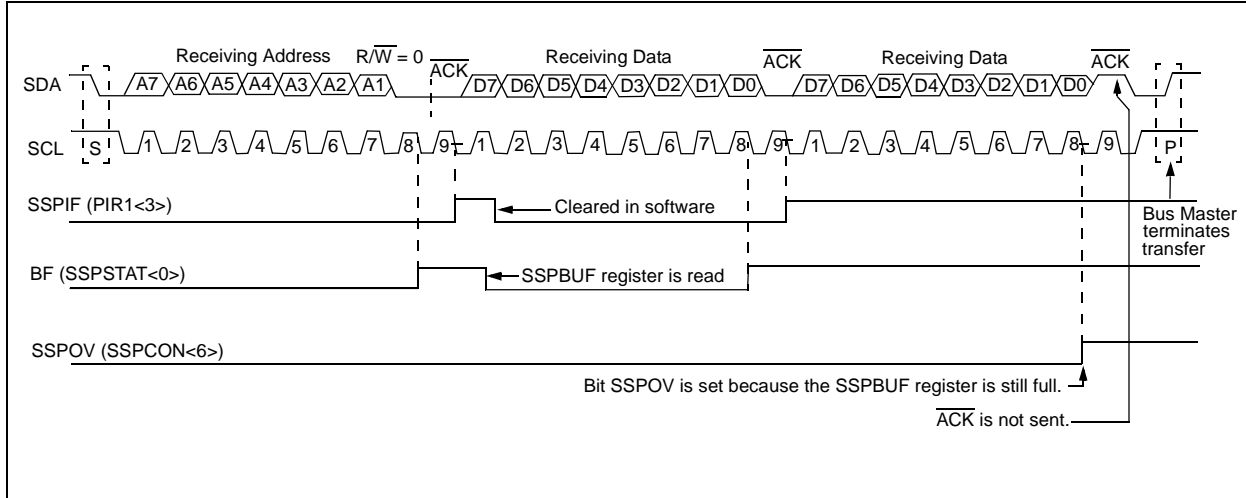 Receiving Address R/W̅ = 0 A̅C̅K̅ Receiving Data A̅C̅K̅ Receiving Data A̅C̅K̅
SDA A7 A6 A5 A4 A3 A2 A1 D7 D6 D5 D4 D3 D2 D1 D0 D7 D6 D5 D4 D3 D2 D1 D0
SCL S 1 2 3 4 5 6 7 8 9 1 2 3 4 5 6 7 8 9 1 2 3 4 5 6 7 8 9 P
SSPIF (PIR1<3>)
Cleared in software
Bus Master
terminates
transfer
BF (SSPSTAT<0>)
SSPBUF register is read
SSPOV (SSPCON<6>)
Bit SSPOV is set because the SSPBUF register is still full.
A̅C̅K̅ is not sent.